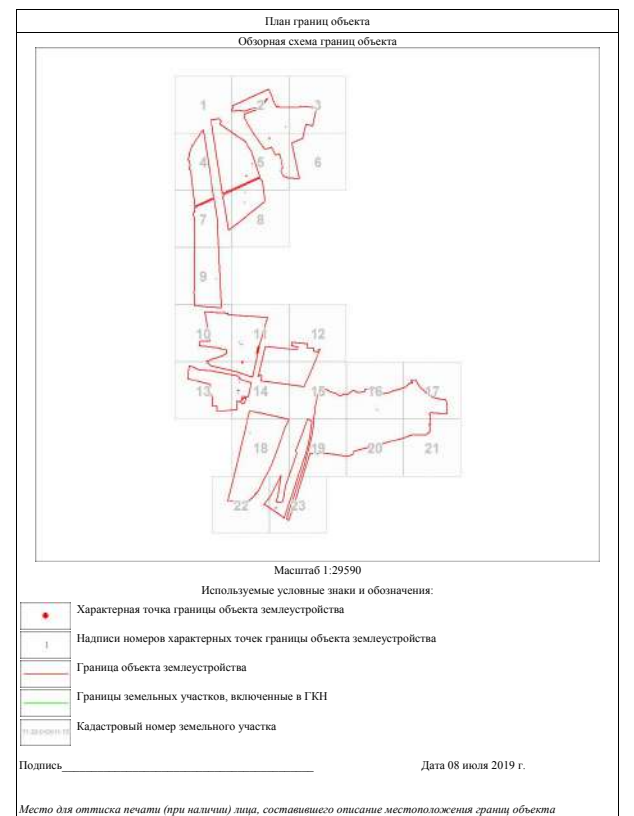 План границ объекта
Обзорная схема границ объекта
1 2 3
4 5 6
7 8
9
10 11 12
13 14 15 16 17
18 19 20 21
22 23
Масштаб 1:29590
Используемые условные знаки и обозначения:
Характерная точка границы объекта землеустройства
1 Надписи номеров характерных точек границы объекта землеустройства
Граница объекта землеустройства
Границы земельных участков, включенные в ГКН
Кадастровый номер земельного участка
Подпись__________________________________________ Дата 08 июля 2019 г.
Место для оттиска печати (при наличии) лица, составившего описание местоположения границ объекта